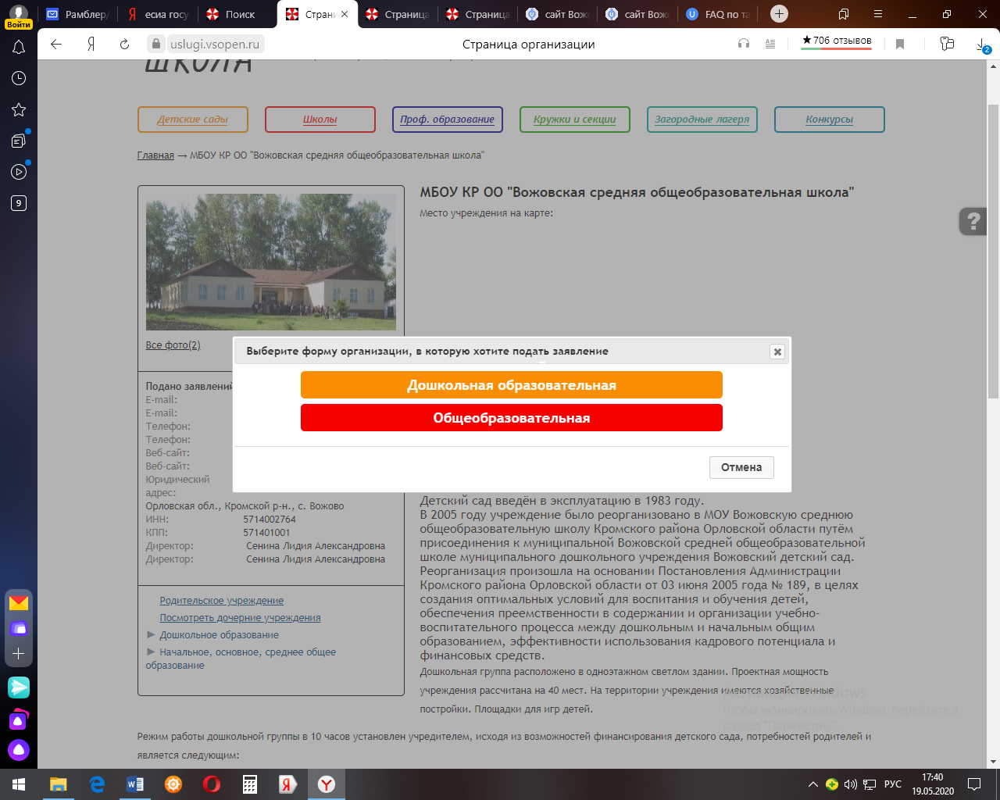 Рамблер/
есиа госу
Поиск
Страни
Страница
Страница
сайт Вожо
сайт Вожо
FAQ по та
Войти
uslugi.vsopen.ru
Страница организации
★706 отзывов
2
9
ШКОЛА
Детские сады
Школы
Проф. образование
Кружки и секции
Загородные лагеря
Конкурсы
Главная → МБОУ КР ОО "Вожовская средняя общеобразовательная школа"
МБОУ КР ОО "Вожовская средняя общеобразовательная школа"
Место учреждения на карте:
?
Все фото(2)
Выберите форму организации, в которую хотите подать заявление
Дошкольная образовательная
Общеобразовательная
Отмена
Подано заявлений
E-mail:
E-mail:
Телефон:
Телефон:
Веб-сайт:
Веб-сайт:
Юридический
адрес:
Орловская обл., Кромской р-н., с. Вожово
ИНН: 5714002764
КПП: 571401001
Директор: Сенина Лидия Александровна
Директор: Сенина Лидия Александровна
Родительское учреждение
Посмотреть дочерние учреждения
► Дошкольное образование
► Начальное, основное, среднее общее
образование
Детский сад введён в эксплуатацию в 1983 году.
В 2005 году учреждение было реорганизовано в МОУ Вожовскую среднюю
общеобразовательную школу Кромского района Орловской области путём
присоединения к муниципальной Вожовской средней общеобразовательной
школе муниципального дошкольного учреждения Вожовский детский сад.
Реорганизация произошла на основании Постановления Администрации
Кромского района Орловской области от 03 июня 2005 года № 189, в целях
создания оптимальных условий для воспитания и обучения детей,
обеспечения преемственности в содержании и организации учебно-
воспитательного процесса между дошкольным и начальным общим
образованием, эффективности использования кадрового потенциала и
финансовых средств.
Дошкольная группа расположено в одноэтажном светлом здании. Проектная мощность
учреждения рассчитана на 40 мест. На территории учреждения имеются хозяйственные
постройки. Площадки для игр детей.
Активация Windows
Чтобы активировать Windows, перейдите в
раздел "Параметры".
Режим работы дошкольной группы в 10 часов установлен учредителем, исходя из возможностей финансирования детского сада, потребностей родителей и
является следующим:
РУС
17:40
19.05.2020